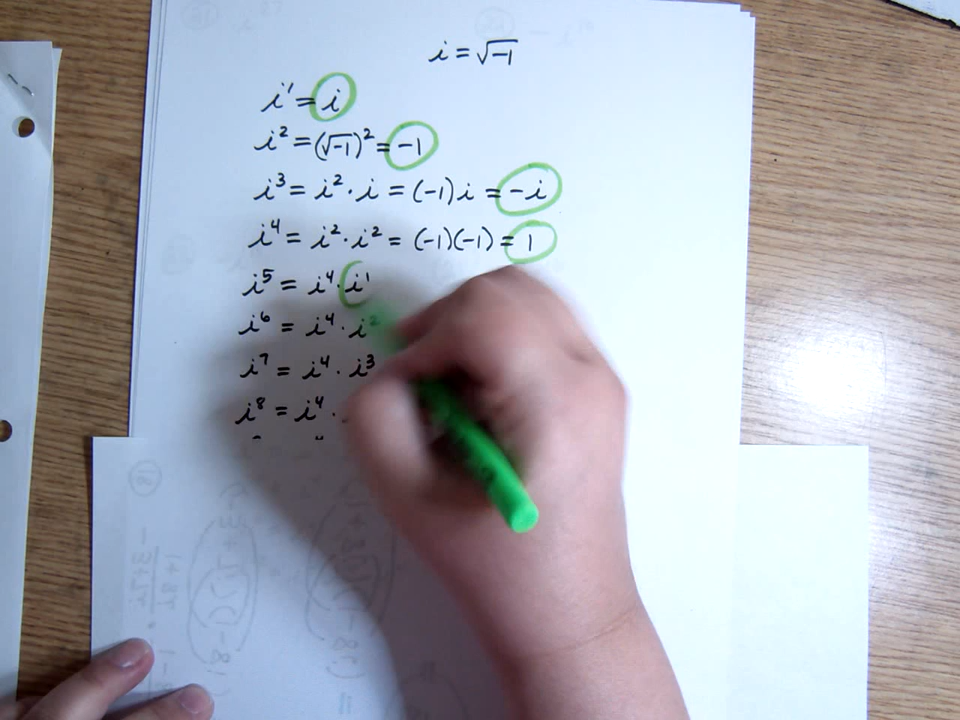 i = √-1
i¹ = i
i² = (√-1)² = -1
i³ = i² · i = (-1)i = -i
i⁴ = i² · i² = (-1)(-1) = 1
i⁵ = i⁴ · i¹
i⁶ = i⁴ · i²
i⁷ = i⁴ · i³
i⁸ = i⁴ ·